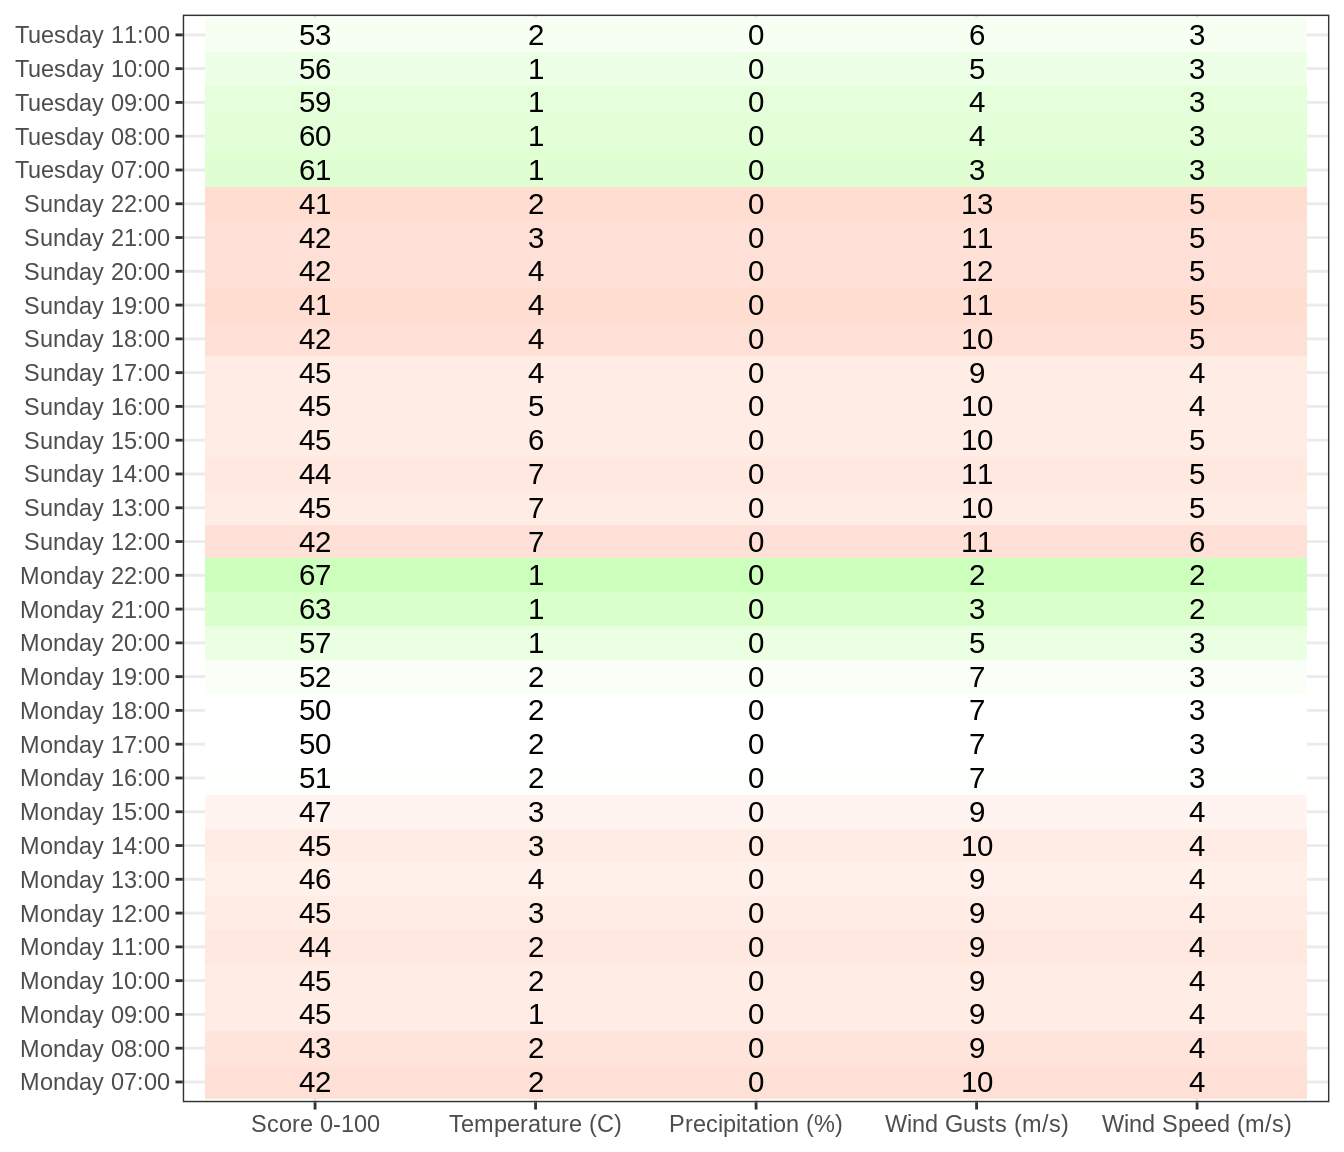 Tuesday 11:00 53 2 0 6 3
Tuesday 10:00 56 1 0 5 3
Tuesday 09:00 59 1 0 4 3
Tuesday 08:00 60 1 0 4 3
Tuesday 07:00 61 1 0 3 3
Sunday 22:00 41 2 0 13 5
Sunday 21:00 42 3 0 11 5
Sunday 20:00 42 4 0 12 5
Sunday 19:00 41 4 0 11 5
Sunday 18:00 42 4 0 10 5
Sunday 17:00 45 4 0 9 4
Sunday 16:00 45 5 0 10 4
Sunday 15:00 45 6 0 10 5
Sunday 14:00 44 7 0 11 5
Sunday 13:00 45 7 0 10 5
Sunday 12:00 42 7 0 11 6
Monday 22:00 67 1 0 2 2
Monday 21:00 63 1 0 3 2
Monday 20:00 57 1 0 5 3
Monday 19:00 52 2 0 7 3
Monday 18:00 50 2 0 7 3
Monday 17:00 50 2 0 7 3
Monday 16:00 51 2 0 7 3
Monday 15:00 47 3 0 9 4
Monday 14:00 45 3 0 10 4
Monday 13:00 46 4 0 9 4
Monday 12:00 45 3 0 9 4
Monday 11:00 44 2 0 9 4
Monday 10:00 45 2 0 9 4
Monday 09:00 45 1 0 9 4
Monday 08:00 43 2 0 9 4
Monday 07:00 42 2 0 10 4
Score 0-100 Temperature (C) Precipitation (%) Wind Gusts (m/s) Wind Speed (m/s)